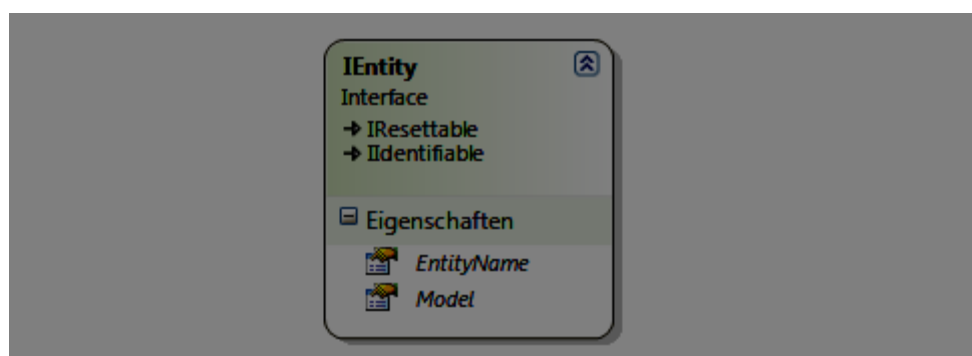 IEntity
Interface
IResettable
IIdentifiable
Eigenschaften
EntityName
Model